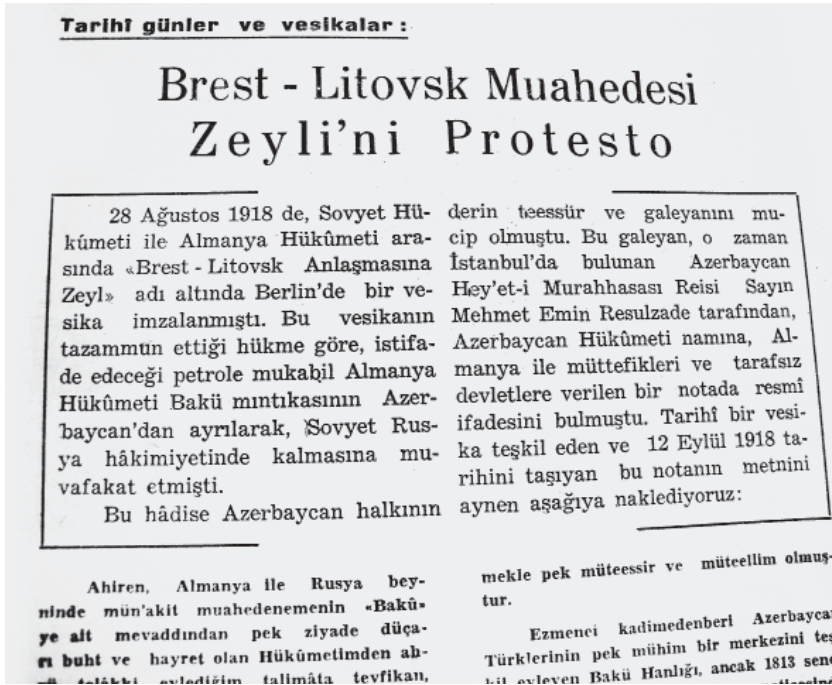 Tarihî günler ve vesikalar :
Brest - Litovsk Muahedesi
Zeyli'ni Protesto
28 Ağustos 1918 de, Sovyet Hü-
kûmeti ile Almanya Hükûmeti ara-
sında «Brest - Litovsk Anlaşmasına
Zeyl» adı altında Berlin'de bir ve-
sika imzalanmıştı. Bu vesikanın
tazammun ettiği hükme göre, istifa-
de edeceği petrole mukabil Almanya
Hükûmeti Bakü mıntıkasının Azer-
baycan'dan ayrılarak, Sovyet Rus-
ya hâkimiyetinde kalmasına mu-
vafakat etmişti.
Bu hâdise Azerbaycan halkının
derin teessür ve galeyanını mu-
cip olmuştu. Bu galeyan, o zaman
İstanbul'da bulunan Azerbaycan
Hey'et-i Murahhasası Reisi Sayın
Mehmet Emin Resulzade tarafından,
Azerbaycan Hükûmeti namına, Al-
manya ile müttefikleri ve tarafsız
devletlere verilen bir notada resmî
ifadesini bulmuştu. Tarihî bir vesi-
ka teşkil eden ve 12 Eylül 1918 ta-
rihini taşıyan bu notanın metnini
aynen aşağıya naklediyoruz:
Ahiren, Almanya ile Rusya bey-
ninde mün'akit muahedenemenin «Bakû»
ye ait mevaddından pek ziyade düça-
rı buht ve hayret olan Hükûmetimden ah-
telâkki eylediğim talimâta tevfikan,
mekle pek müteessir ve müteellim olmuş-
tur.
Ezmenei kadimedenberi Azerbaycan
Türklerinin pek mühim bir merkezini teş-
kil eyleyen Bakü Hanlığı, ancak 1813 sene